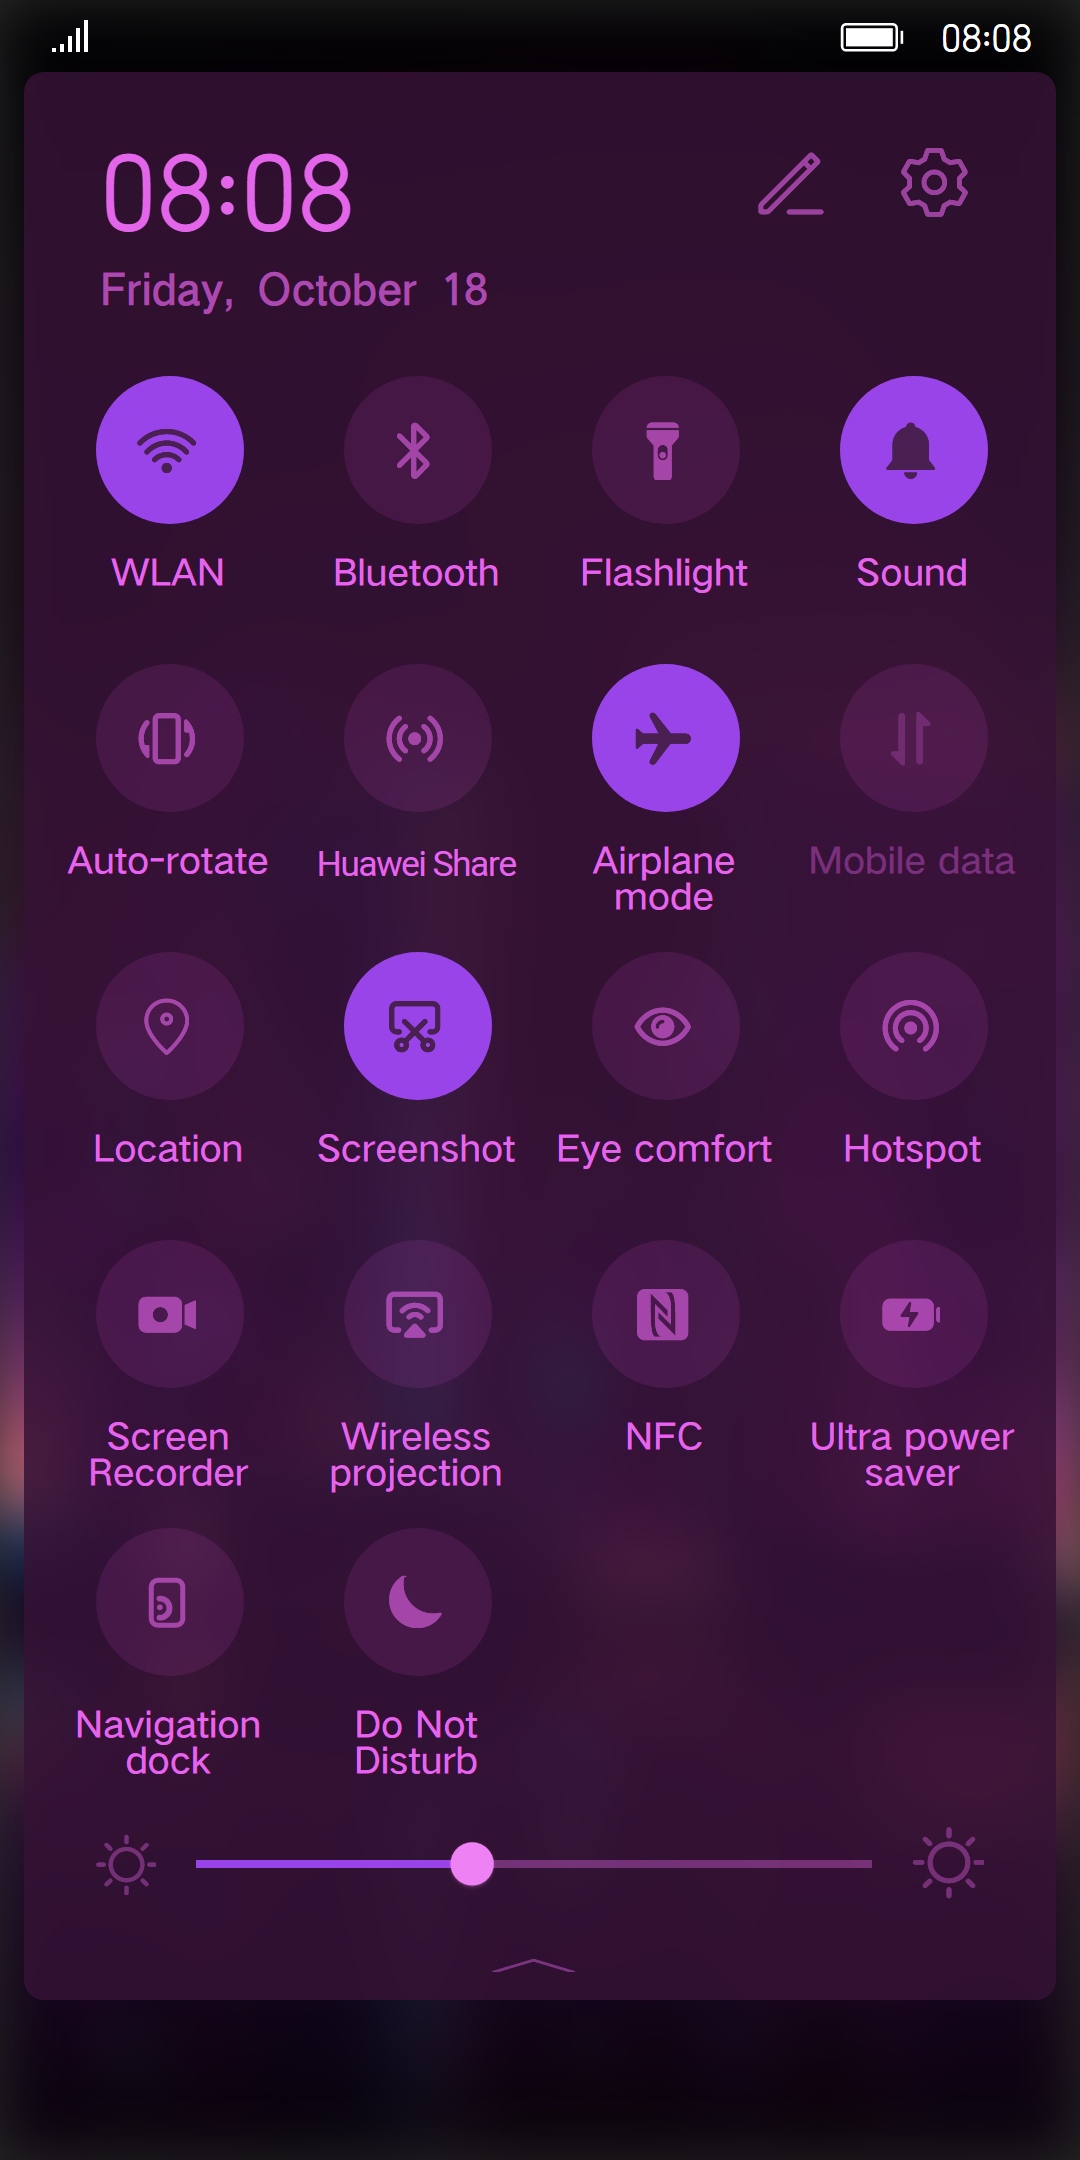 08:08
08:08
Friday, October 18
WLAN
Bluetooth
Flashlight
Sound
Auto-rotate
Huawei Share
Airplane
mode
Mobile data
Location
Screenshot
Eye comfort
Hotspot
Screen
Recorder
Wireless
projection
NFC
Ultra power
saver
Navigation
dock
Do Not
Disturb